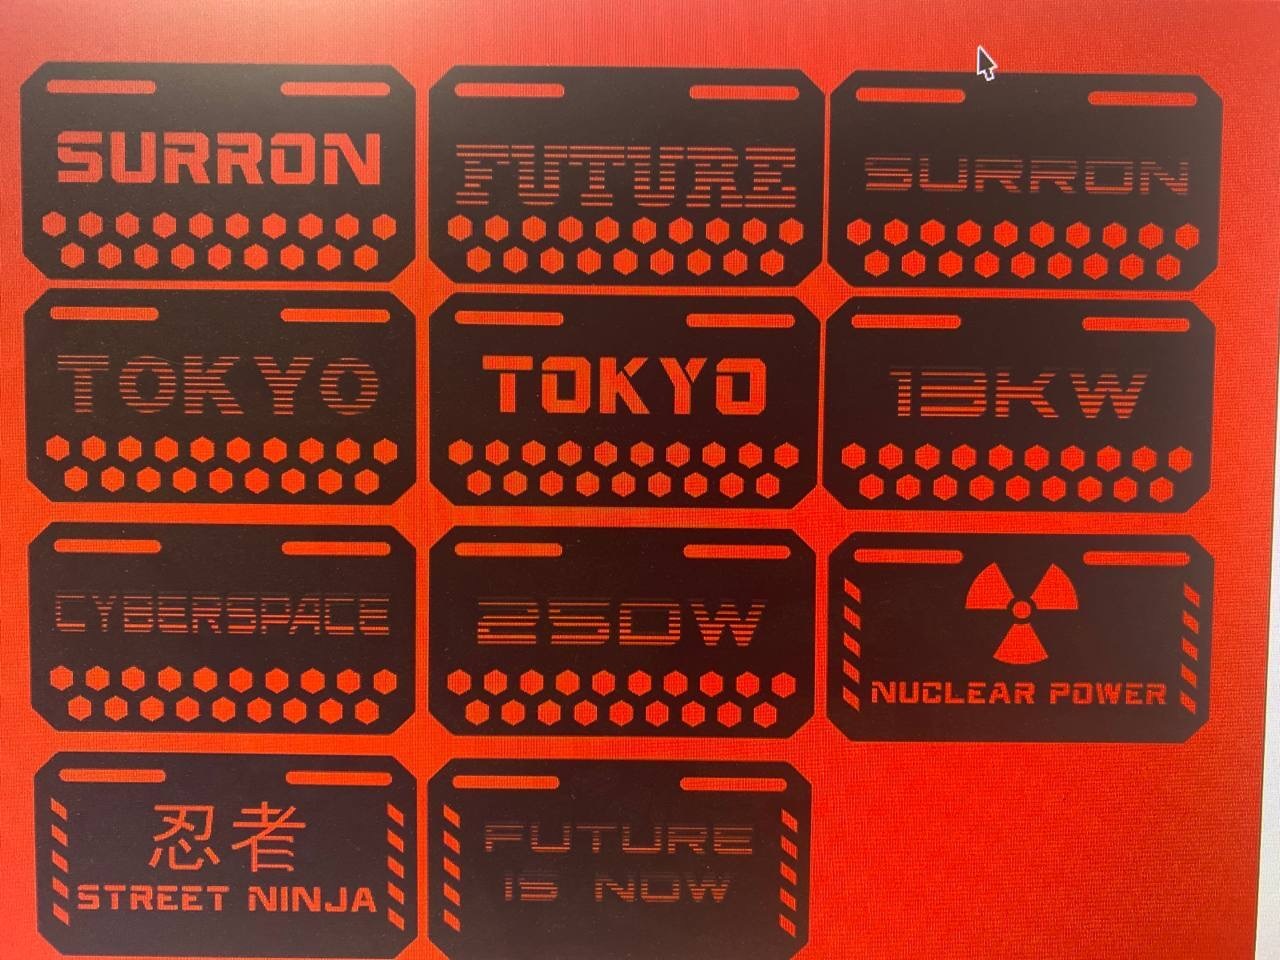 SURRON
FUTURE
SURRON
TOKYO
TOKYO
13KW
CYBERSPACE
250W
NUCLEAR POWER
忍者
STREET NINJA
FUTURE
IS NOW